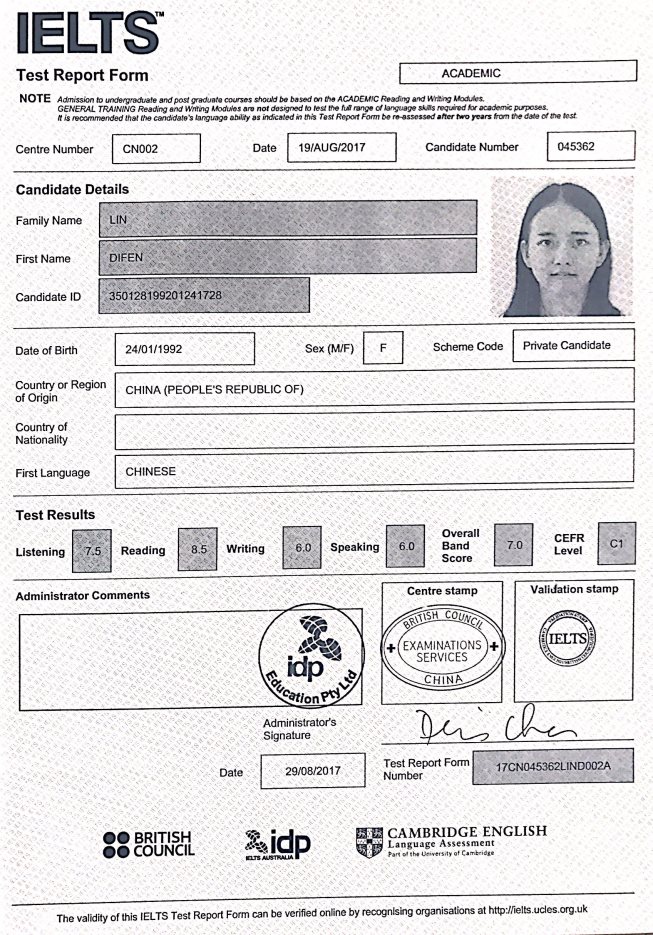 IELTS™
Test Report Form
ACADEMIC
NOTE Admission to undergraduate and post graduate courses should be based on the ACADEMIC Reading and Writing Modules.
GENERAL TRAINING Reading and Writing Modules are not designed to test the full range of language skills required for academic purposes.
It is recommended that the candidate's language ability as indicated in this Test Report Form be re-assessed after two years from the date of the test.
Centre Number CN002 Date 19/AUG/2017 Candidate Number 045362
Candidate Details
Family Name LIN
First Name DIFEN
Candidate ID 350128199201241728
Date of Birth 24/01/1992 Sex (M/F) F Scheme Code Private Candidate
Country or Region
of Origin
CHINA (PEOPLE'S REPUBLIC OF)
Country of
Nationality
First Language CHINESE
Test Results
Listening 7.5 Reading 8.5 Writing 6.0 Speaking 6.0 Overall Band Score 7.0 CEFR Level C1
Administrator Comments
Centre stamp
Validation stamp
idp
Education Pty Ltd
BRITISH COUNCIL
EXAMINATIONS
SERVICES
CHINA
IELTS
Administrator's
Signature
Date 29/08/2017
Test Report Form
Number
17CN045362LIND002A
BRITISH
COUNCIL
idp
IELTS AUSTRALIA
CAMBRIDGE ENGLISH
Language Assessment
Part of the University of Cambridge
The validity of this IELTS Test Report Form can be verified online by recognising organisations at http://ielts.ucles.org.uk